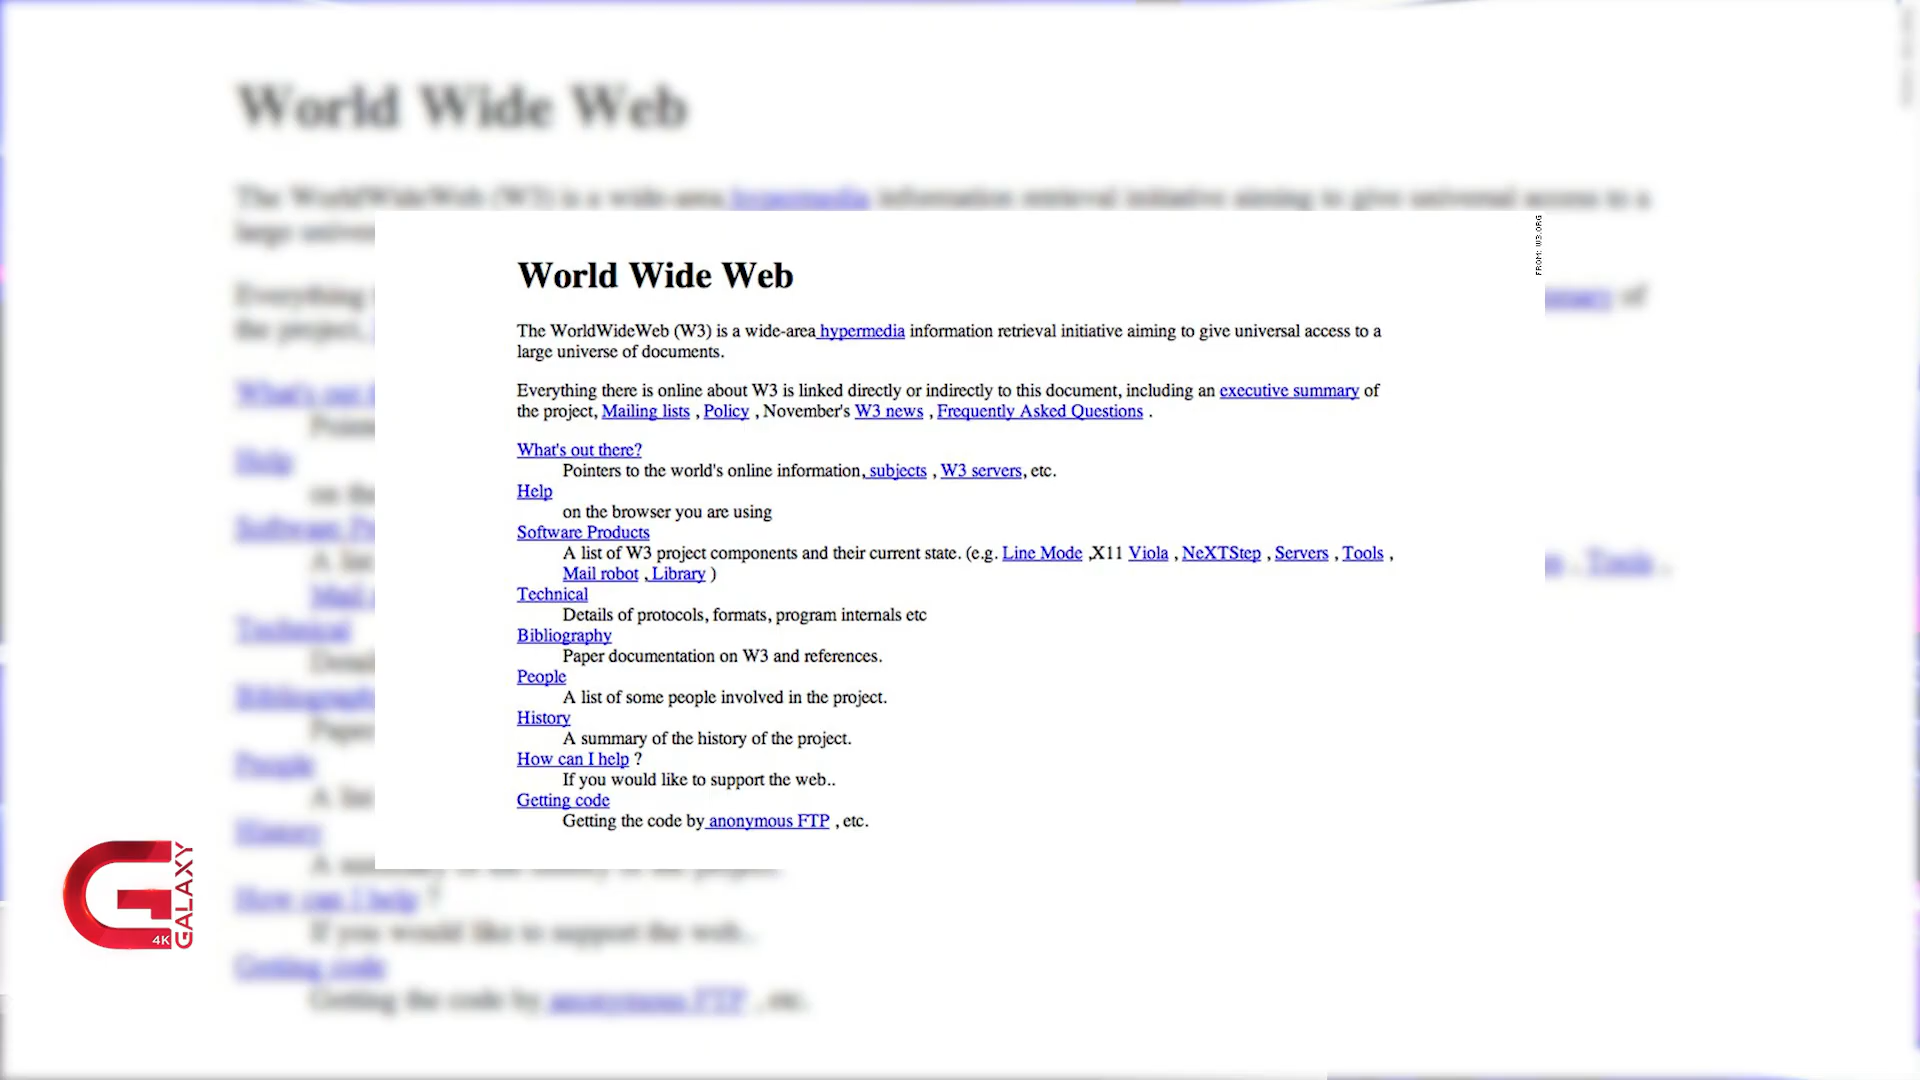 World Wide Web
FROM: W3.ORG
The WorldWideWeb (W3) is a wide-area hypermedia information retrieval initiative aiming to give universal access to a
large universe of documents.
Everything there is online about W3 is linked directly or indirectly to this document, including an executive summary of
the project, Mailing lists , Policy , November's W3 news , Frequently Asked Questions .
What's out there?
Pointers to the world's online information, subjects , W3 servers, etc.
Help
on the browser you are using
Software Products
A list of W3 project components and their current state. (e.g. Line Mode ,X11 Viola , NeXTStep , Servers , Tools ,
Mail robot , Library )
Technical
Details of protocols, formats, program internals etc
Bibliography
Paper documentation on W3 and references.
People
A list of some people involved in the project.
History
A summary of the history of the project.
How can I help ?
If you would like to support the web..
Getting code
Getting the code by anonymous FTP , etc.
GALAXY
4K